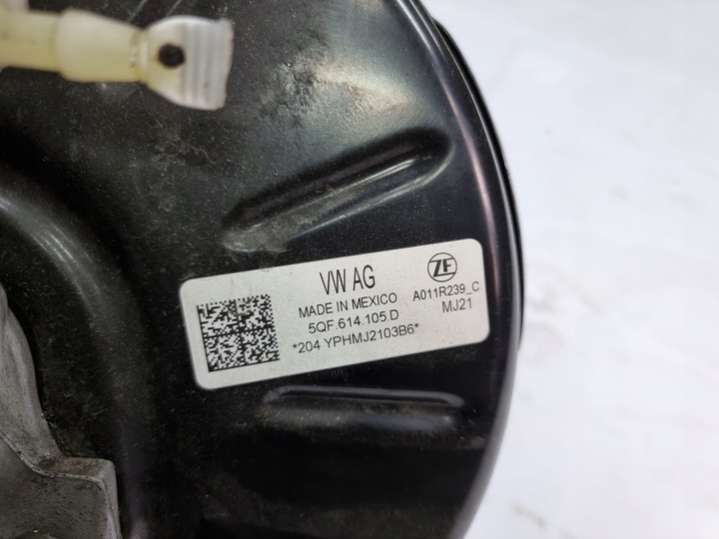 VW AG
ZF
MADE IN MEXICO
A011R239_C
5QF.614.105.D
MJ21
*204 YPHMJ2103B6*